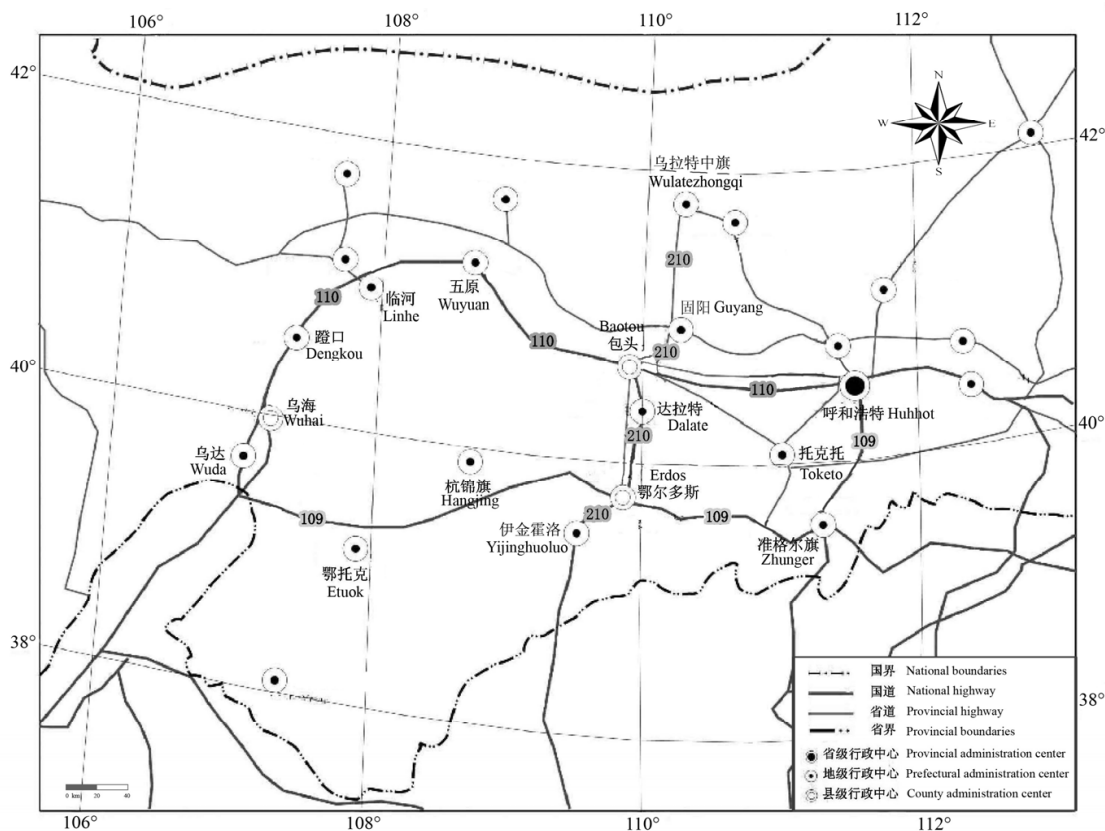 106°
108°
110°
112°
42°
42°
N
W
E
S
乌拉特中旗
Wulatezhongqi
210
110
临河
Linhe
五原
Wuyuan
固阳 Guyang
蹬口
Dengkou
110
Baotou
包头
210
110
呼和浩特 Huhhot
40°
40°
乌海
Wuhai
达拉特
Dalate
210
109
乌达
Wuda
托克托
Toketo
杭锦旗
Hangjing
Erdos
鄂尔多斯
109
210
109
伊金霍洛
Yijinghuoluo
准格尔旗
Zhunger
鄂托克
Etuok
38°
38°
国界 National boundaries
国道 National highway
省道 Provincial highway
省界 Provincial boundaries
省级行政中心 Provincial administration center
地级行政中心 Prefectural administration center
县级行政中心 County administration center
0 km 20 40
106°
108°
110°
112°